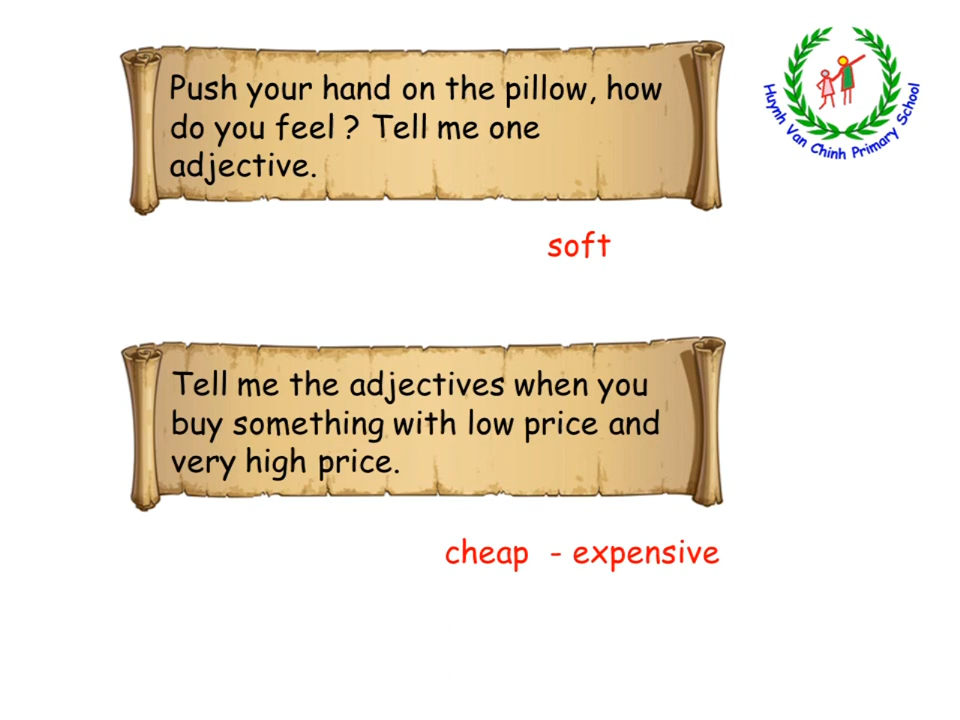 Push your hand on the pillow, how
do you feel ? Tell me one
adjective.
Huynh Van Chinh Primary School
soft
Tell me the adjectives when you
buy something with low price and
very high price.
cheap - expensive